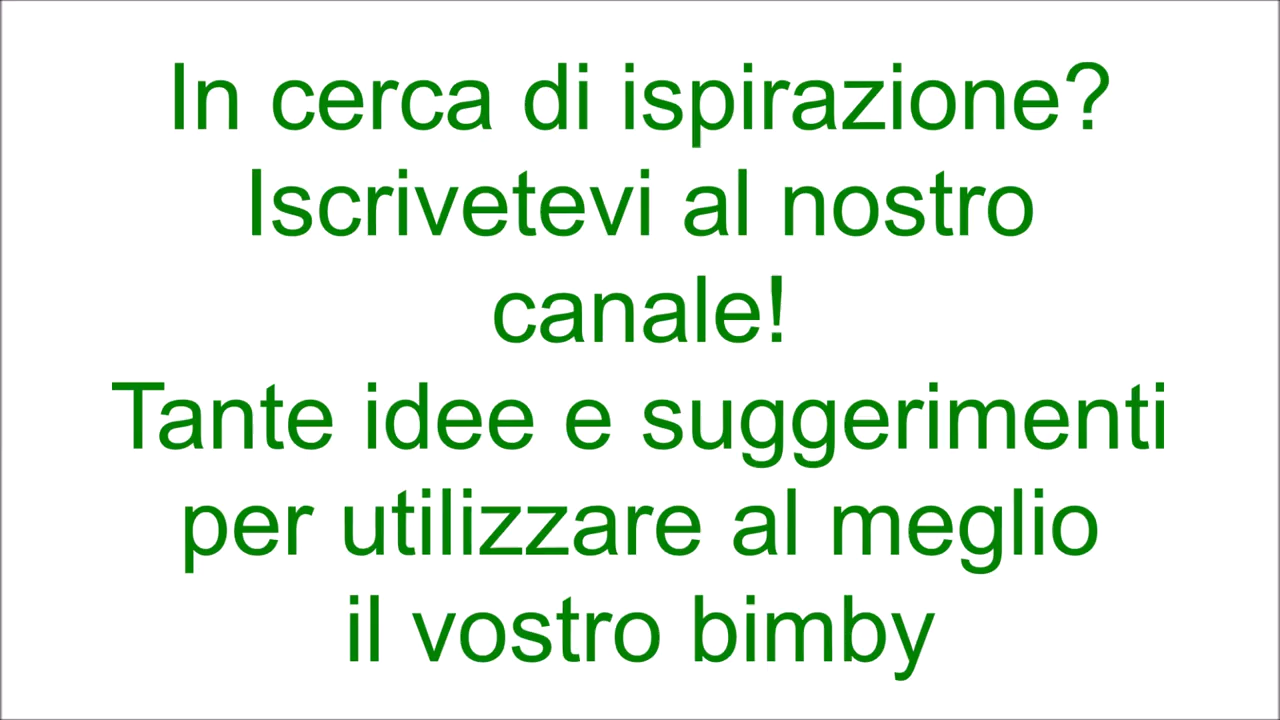 In cerca di ispirazione?
Iscrivetevi al nostro
canale!
Tante idee e suggerimenti
per utilizzare al meglio
il vostro bimby